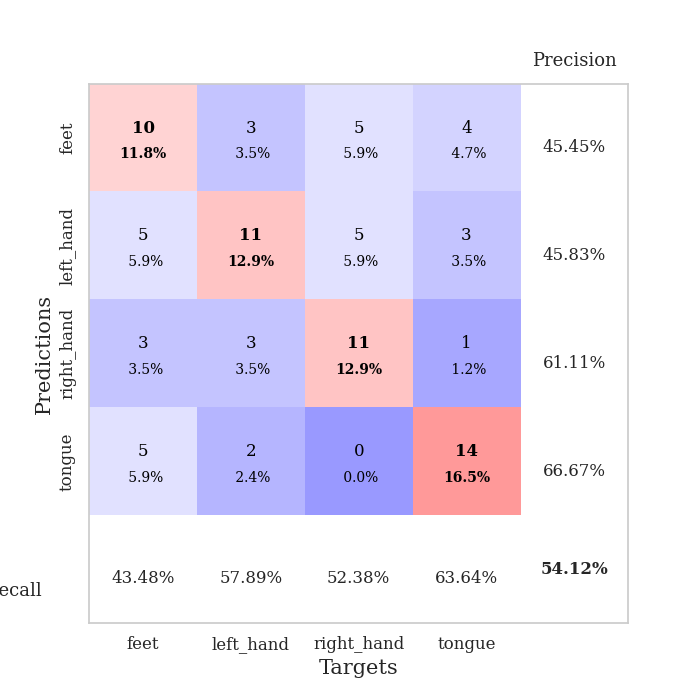 Precision
feet 10 3 5 4 45.45%
11.8% 3.5% 5.9% 4.7%
left_hand 5 11 5 3 45.83%
5.9% 12.9% 5.9% 3.5%
Predictions
right_hand 3 3 11 1 61.11%
3.5% 3.5% 12.9% 1.2%
tongue 5 2 0 14 66.67%
5.9% 2.4% 0.0% 16.5%
ecall 43.48% 57.89% 52.38% 63.64% 54.12%
feet left_hand right_hand tongue
Targets